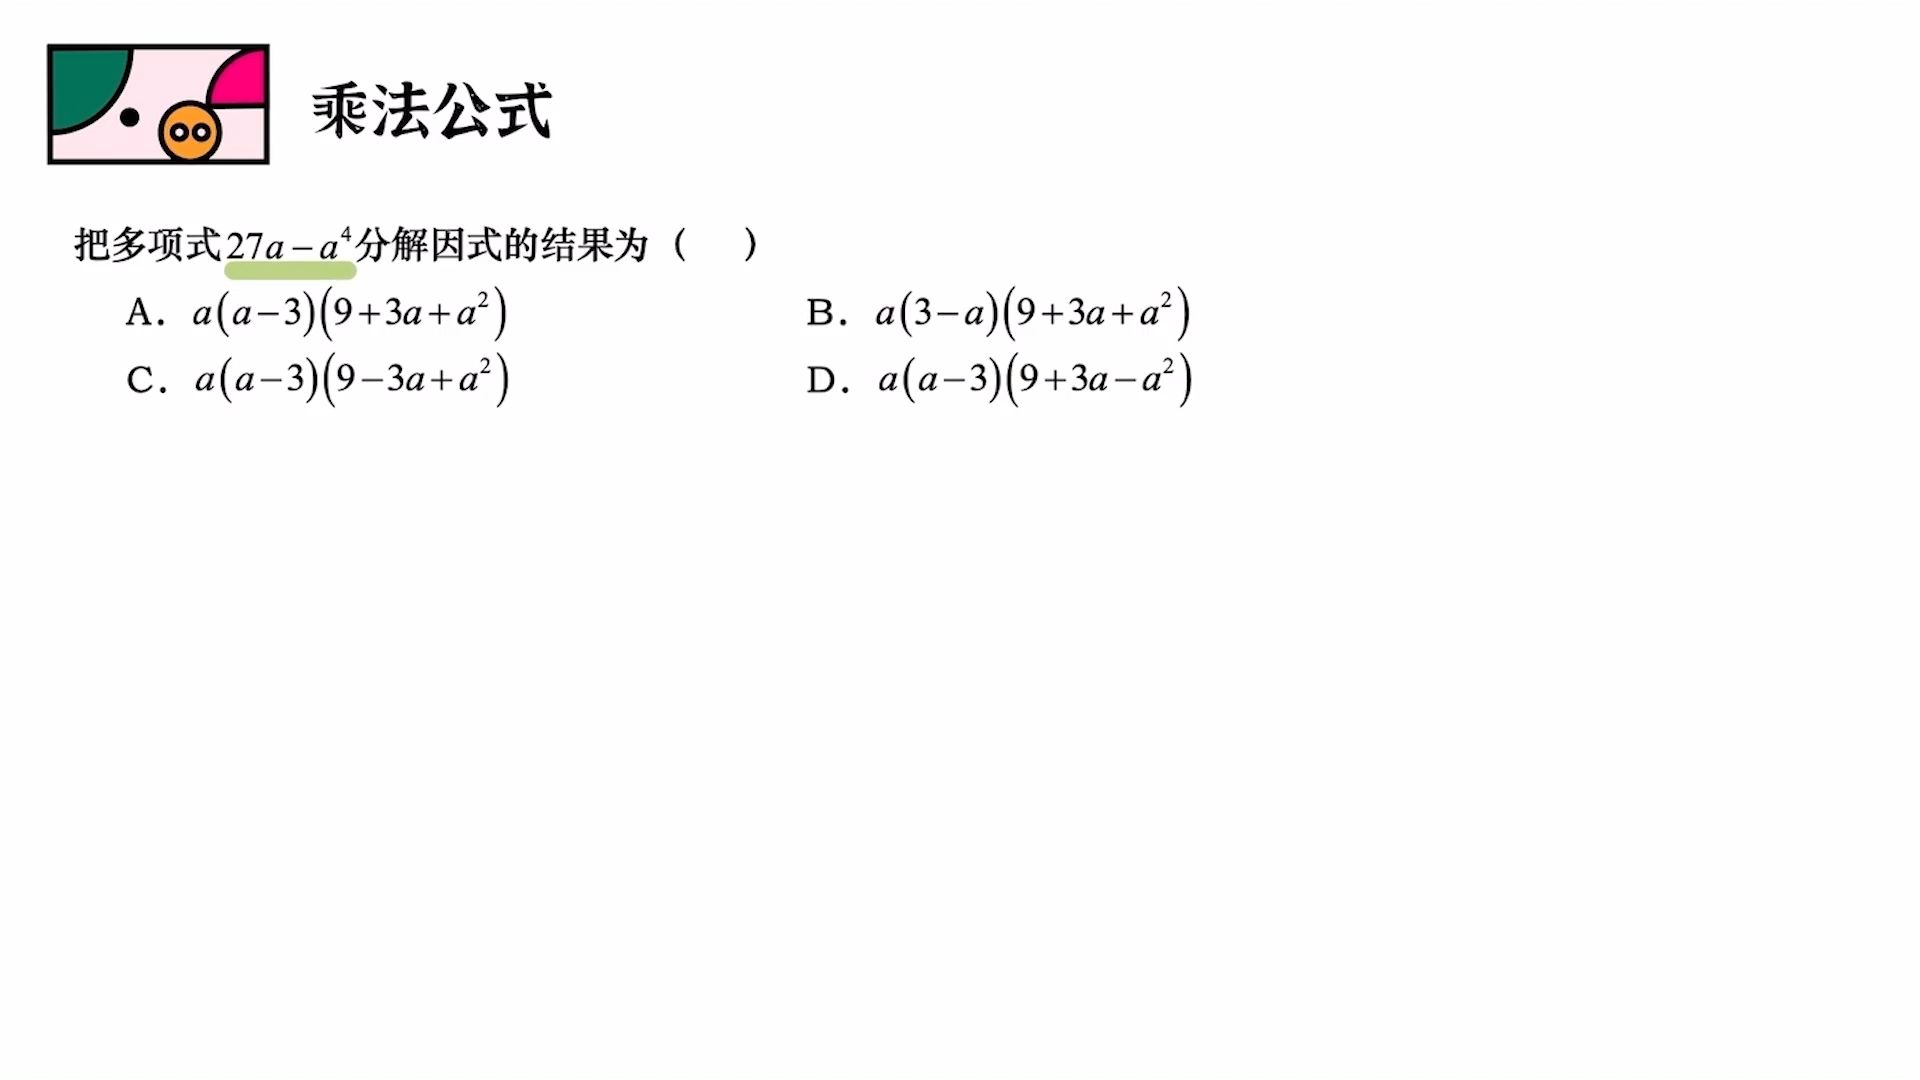 乘法公式
把多项式27a−a⁴分解因式的结果为（　）
A．a(a−3)(9+3a+a²)
B．a(3−a)(9+3a+a²)
C．a(a−3)(9−3a+a²)
D．a(a−3)(9+3a−a²)